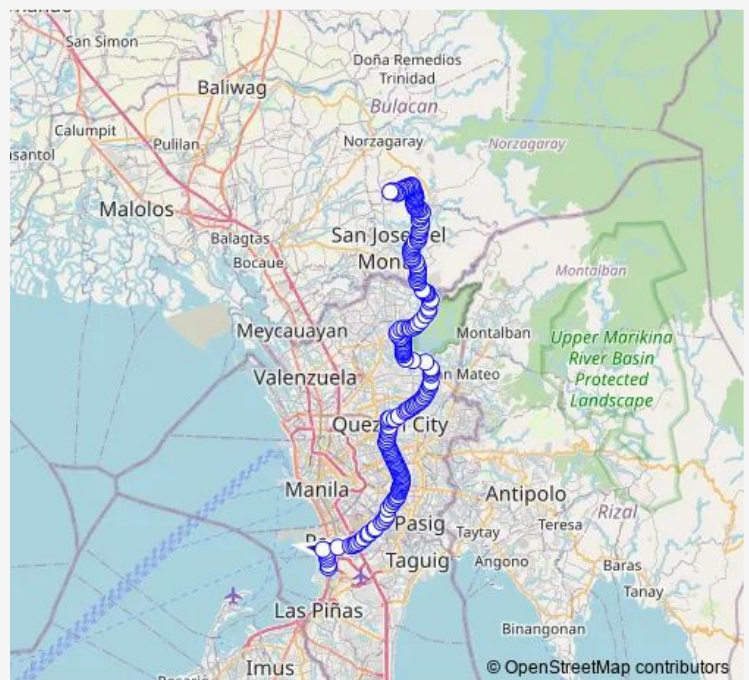 San Simon
Doña Remedios
Trinidad
Baliwag
Bulacan
Calumpit
Pulilan
Norzagaray
Norzagaray
Malolos
Balagtas
San Jose del
Bocaue
Montalban
Meycauayan
Montalban
Upper Marikina
River Basin
Protected
Landscape
Valenzuela
San Mateo
Quezon City
Manila
Antipolo
Rizal
Pasig
Taytay
Teresa
Taguig
Angono
Baras
Tanay
Las Piñas
Binangonan
Imus
© OpenStreetMap contributors